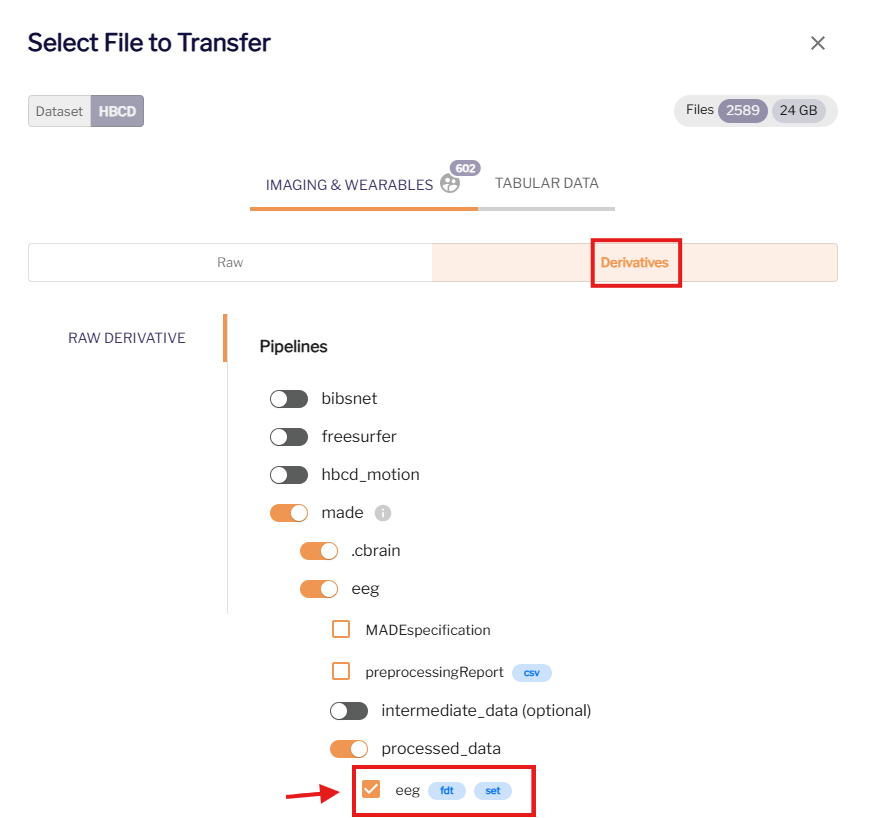 Select File to Transfer
Dataset HBCD
Files 2589 24 GB
IMAGING & WEARABLES 602 TABULAR DATA
Raw Derivatives
RAW DERIVATIVE
Pipelines
bibsnet
freesurfer
hbcd_motion
made
.cbrain
eeg
MADEspecification
preprocessingReport csv
intermediate_data (optional)
processed_data
eeg fdt set